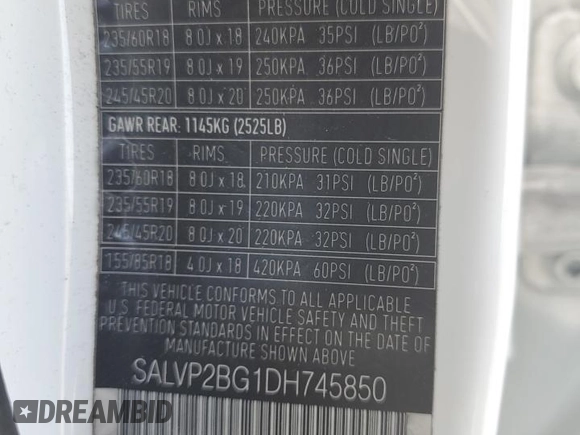 TIRES RIMS PRESSURE (COLD SINGLE)
235/60R18 8.0J x 18 240KPA 35PSI (LB/PO²)
235/55R19 8.0J x 19 250KPA 36PSI (LB/PO²)
245/45R20 8.0J x 20 250KPA 36PSI (LB/PO²)
GAWR REAR: 1145KG (2525LB)
TIRES RIMS PRESSURE (COLD SINGLE)
235/60R18 8.0J x 18 210KPA 31PSI (LB/PO²)
235/55R19 8.0J x 19 220KPA 32PSI (LB/PO²)
245/45R20 8.0J x 20 220KPA 32PSI (LB/PO²)
155/85R18 4.0J x 18 420KPA 60PSI (LB/PO²)
THIS VEHICLE CONFORMS TO ALL APPLICABLE
U.S. FEDERAL MOTOR VEHICLE SAFETY AND THEFT
PREVENTION STANDARDS IN EFFECT ON THE DATE
OF MANUFACTURE SHOWN ABOVE.
SALVP2BG1DH745850
DREAMBID